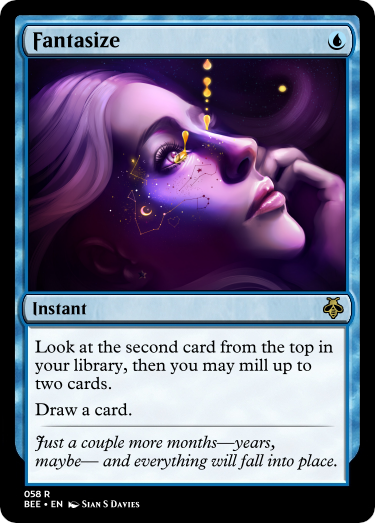 Fantasize
Instant
Look at the second card from the top in
your library, then you may mill up to
two cards.
Draw a card.
Just a couple more months—years,
maybe— and everything will fall into place.
058 R
BEE • EN Sian S Davies